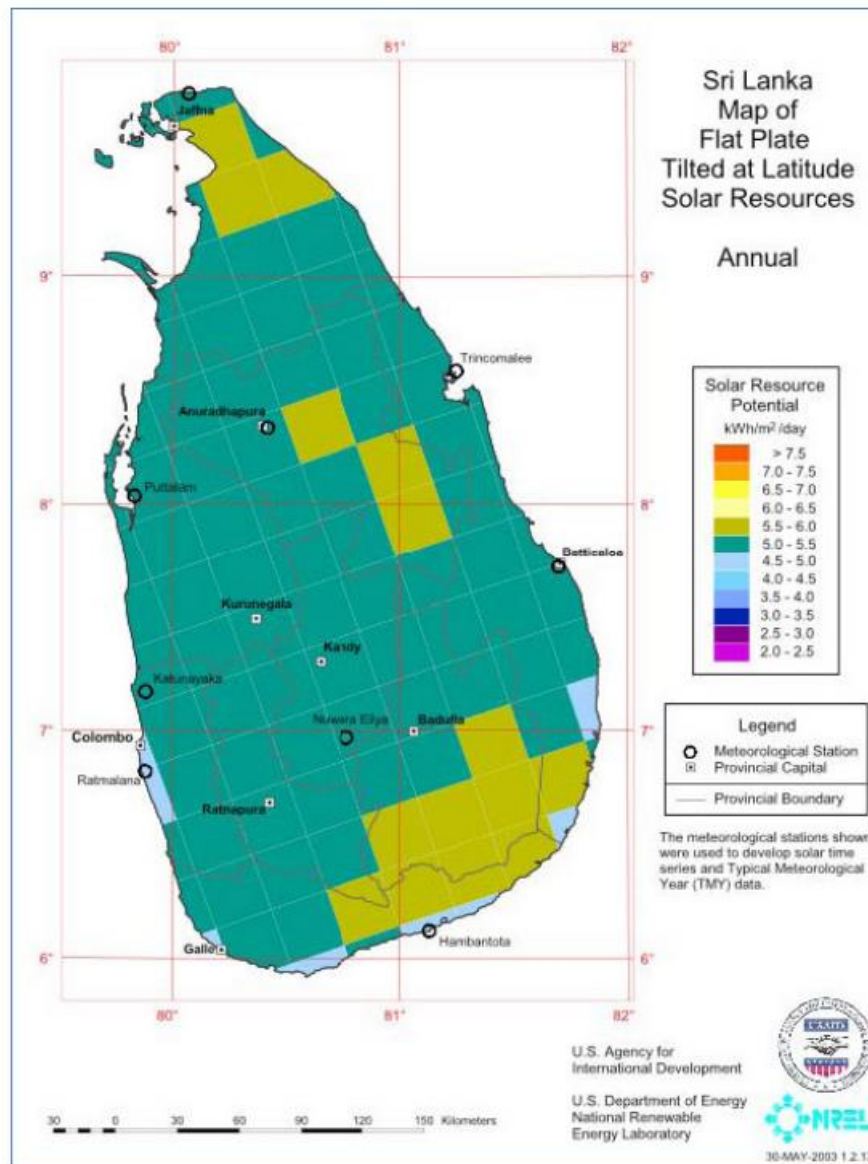 80°
81°
82°
Sri Lanka
Map of
Flat Plate
Tilted at Latitude
Solar Resources
Annual
Jaffna
9°
9°
Trincomalee
Anuradhapura
Puttalam
8°
8°
Batticaloa
Kurunegala
Kandy
Katunayaka
Nuwara Eliya
Badulla
7°
7°
Colombo
Ratmalana
Ratnapura
Galle
Hambantota
6°
6°
80°
81°
82°
Solar Resource
Potential
kWh/m²/day
> 7.5
7.0 - 7.5
6.5 - 7.0
6.0 - 6.5
5.5 - 6.0
5.0 - 5.5
4.5 - 5.0
4.0 - 4.5
3.5 - 4.0
3.0 - 3.5
2.5 - 3.0
2.0 - 2.5
Legend
Meteorological Station
Provincial Capital
Provincial Boundary
The meteorological stations shown
were used to develop solar time
series and Typical Meteorological
Year (TMY) data.
U.S. Agency for
International Development
U.S. Department of Energy
National Renewable
Energy Laboratory
NREL
30 0 30 60 90 120 150 Kilometers
30-MAY-2003 1.2.1